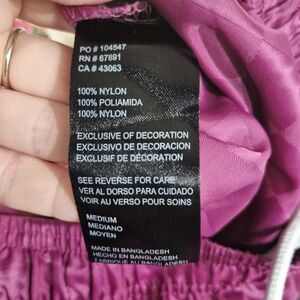 PO # 104547
RN # 67891
CA # 43063
100% NYLON
100% POLIAMIDA
100% NYLON
EXCLUSIVE OF DECORATION
EXCLUSIVO DE DECORACION
EXCLUSIF DE DÉCORATION
SEE REVERSE FOR CARE
VER AL DORSO PARA CUIDADO
VOIR AU VERSO POUR SOINS
MEDIUM
MEDIANO
MOYEN
MADE IN BANGLADESH
HECHO EN BANGLADESH
FABRIQUÉ AU BANGLADESH